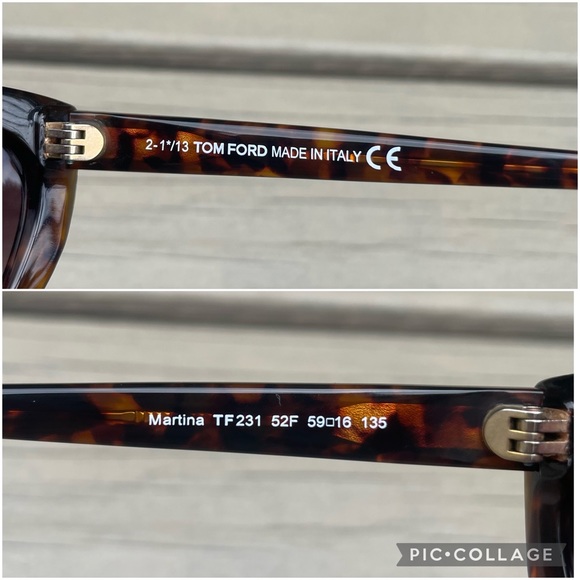 2-1*/13 TOM FORD MADE IN ITALY CE
Martina TF231 52F 59□16 135
PIC•COLLAGE